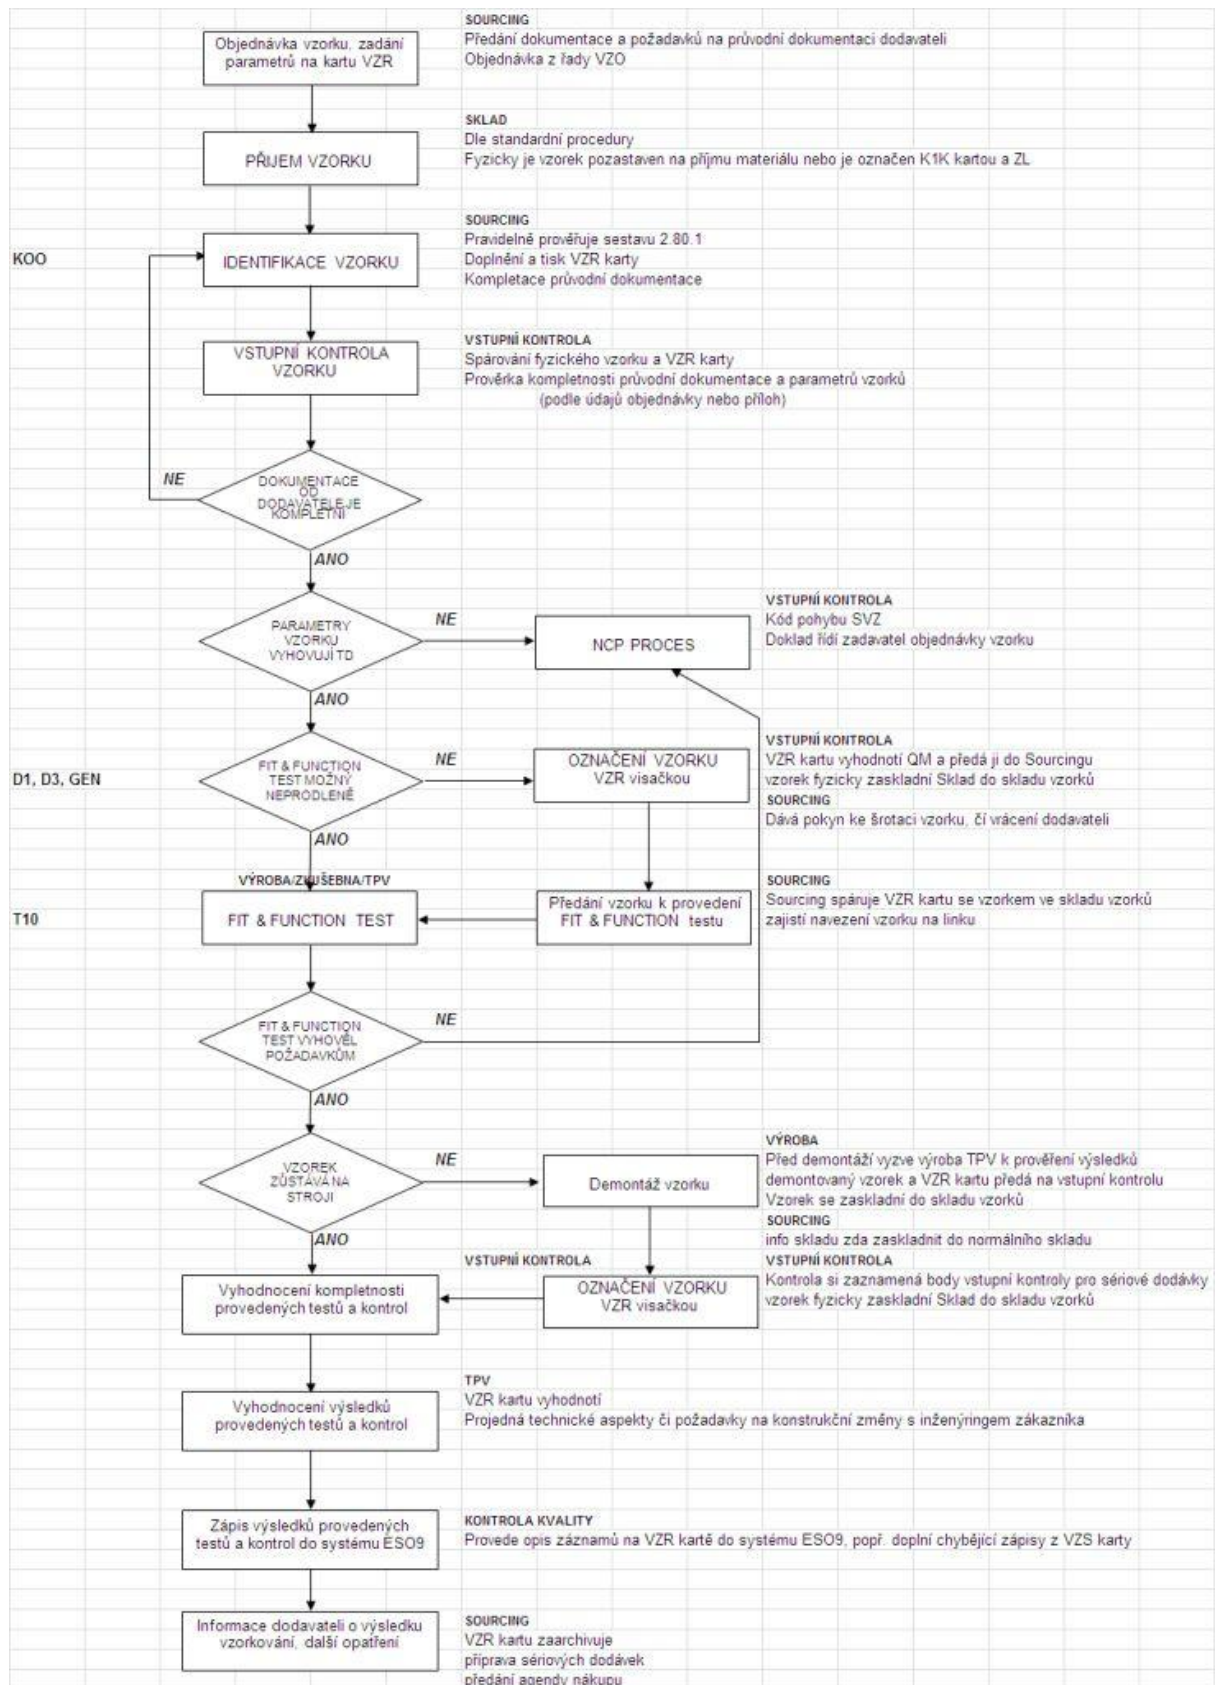 SOURCING
Objednávka vzorku, zadání
parametrů na kartu VZR
Předání dokumentace a požadavků na průvodní dokumentaci dodavateli
Objednávka z řady VZO
SKLAD
Dle standardní procedury
PŘIJEM VZORKU
Fyzicky je vzorek pozastaven na příjmu materiálu nebo je označen K1K kartou a ZL
SOURCING
Pravidelně prověřuje sestavu 2.80.1
KOO
IDENTIFIKACE VZORKU
Doplnění a tisk VZR karty
Kompletace průvodní dokumentace
VSTUPNÍ KONTROLA
VSTUPNÍ KONTROLA
VZORKU
Spárování fyzického vzorku a VZR karty
Prověrka kompletnosti průvodní dokumentace a parametrů vzorků
(podle údajů objednávky nebo příloh)
NE
DOKUMENTACE
OD
DODAVATELE JE
KOMPLETNI
ANO
PARAMETRY
VZORKU
VYHOVUJÍ TD
NE
NCP PROCES
VSTUPNÍ KONTROLA
Kód pohybu SVZ
Doklad řídí zadavatel objednávky vzorku
ANO
D1, D3, GEN
FIT & FUNCTION
TEST MOŽNÝ
NEPRODLENĚ
NE
OZNAČENÍ VZORKU
VZR visačkou
VSTUPNÍ KONTROLA
VZR kartu vyhodnotí QM a předá ji do Sourcingu
vzorek fyzicky zaskladní Sklad do skladu vzorků
SOURCING
Dává pokyn ke šrotaci vzorku, čí vrácení dodavateli
ANO
VÝROBA/ZKUŠEBNA/TPV
T10
FIT & FUNCTION TEST
Předání vzorku k provedení
FIT & FUNCTION testu
SOURCING
Sourcing spáruje VZR kartu se vzorkem ve skladu vzorků
zajistí navezení vzorku na linku
FIT & FUNCTION
TEST VYHOVĚL
POŽADAVKŮM
NE
ANO
VZOREK
ZŮSTÁVÁ NA
STROJI
NE
Demontáž vzorku
VÝROBA
Před demontáží vyzve výroba TPV k prověření výsledků
demontovaný vzorek a VZR kartu předá na vstupní kontrolu
Vzorek se zaskladní do skladu vzorků
SOURCING
info skladu zda zaskladnit do normálního skladu
ANO
VSTUPNÍ KONTROLA
Vyhodnocení kompletnosti
provedených testů a kontrol
OZNAČENÍ VZORKU
VZR visačkou
VSTUPNÍ KONTROLA
Kontrola si zaznamená body vstupní kontroly pro sériové dodávky
vzorek fyzicky zaskladní Sklad do skladu vzorků
TPV
Vyhodnocení výsledků
provedených testů a kontrol
VZR kartu vyhodnotí
Projedná technické aspekty či požadavky na konstrukční změny s inženýringem zákazníka
Zápis výsledků provedených
testů a kontrol do systému ESO9
KONTROLA KVALITY
Provede opis záznamů na VZR kartě do systému ESO9, popř. doplní chybějící zápisy z VZS karty
Informace dodavateli o výsledku
vzorkování, další opatření
SOURCING
VZR kartu zaarchivuje
příprava sériových dodávek
předání agendy nákupu